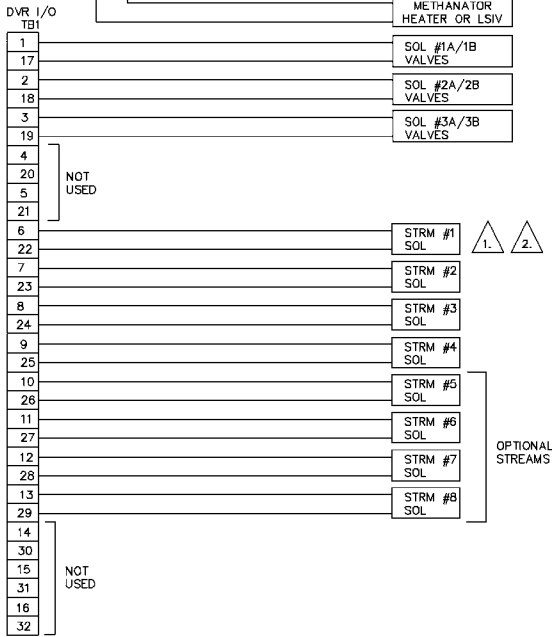 METHANATOR
HEATER OR LSIV
DVR I/O
TB1
1
17
SOL #1A/1B
VALVES
2
18
SOL #2A/2B
VALVES
3
19
SOL #3A/3B
VALVES
4
20
5
21
NOT
USED
6
22
STRM #1
SOL
1.
2.
7
23
STRM #2
SOL
8
24
STRM #3
SOL
9
25
STRM #4
SOL
10
26
STRM #5
SOL
11
27
STRM #6
SOL
12
28
STRM #7
SOL
13
29
STRM #8
SOL
OPTIONAL
STREAMS
14
30
15
31
16
32
NOT
USED